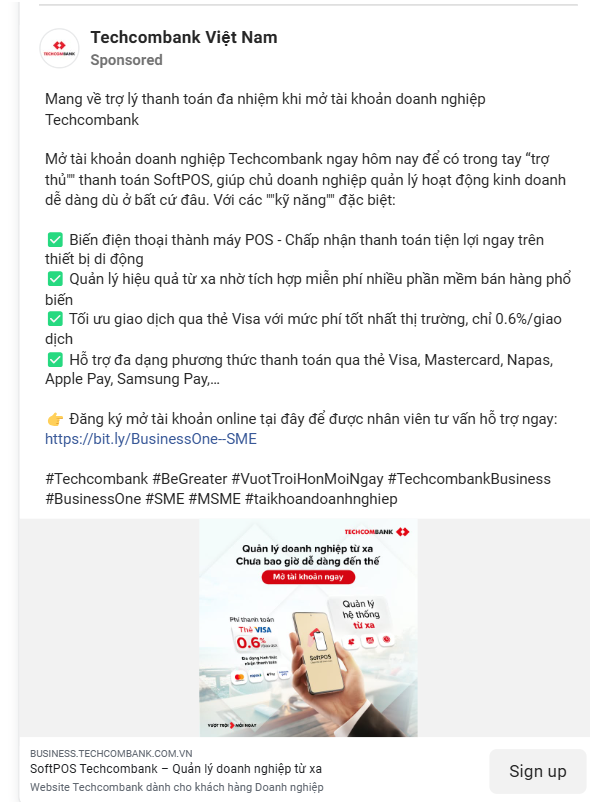 Techcombank Việt Nam
TECHCOMBANK
Sponsored
Mang về trợ lý thanh toán đa nhiệm khi mở tài khoản doanh nghiệp
Techcombank
Mở tài khoản doanh nghiệp Techcombank ngay hôm nay để có trong tay “trợ
thủ"" thanh toán SoftPOS, giúp chủ doanh nghiệp quản lý hoạt động kinh doanh
dễ dàng dù ở bất cứ đâu. Với các ""kỹ năng"" đặc biệt:
✅ Biến điện thoại thành máy POS - Chấp nhận thanh toán tiện lợi ngay trên
thiết bị di động
✅ Quản lý hiệu quả từ xa nhờ tích hợp miễn phí nhiều phần mềm bán hàng phổ
biến
✅ Tối ưu giao dịch qua thẻ Visa với mức phí tốt nhất thị trường, chỉ 0.6%/giao
dịch
✅ Hỗ trợ đa dạng phương thức thanh toán qua thẻ Visa, Mastercard, Napas,
Apple Pay, Samsung Pay,...
👉 Đăng ký mở tài khoản online tại đây để được nhân viên tư vấn hỗ trợ ngay:
https://bit.ly/BusinessOne--SME
#Techcombank #BeGreater #VuotTroiHonMoiNgay #TechcombankBusiness
#BusinessOne #SME #MSME #taikhoandoanhnghiep
TECHCOMBANK
Quản lý doanh nghiệp từ xa
Chưa bao giờ dễ dàng đến thế
Mở tài khoản ngay
Quản lý
hệ thống
từ xa
Phí thanh toán
Thẻ VISA
0.6%
Đa dạng hình thức
nhận thanh toán
SoftPOS
VƯỢT TRỘI MỖI NGÀY
BUSINESS.TECHCOMBANK.COM.VN
SoftPOS Techcombank – Quản lý doanh nghiệp từ xa
Website Techcombank dành cho khách hàng Doanh nghiệp
Sign up